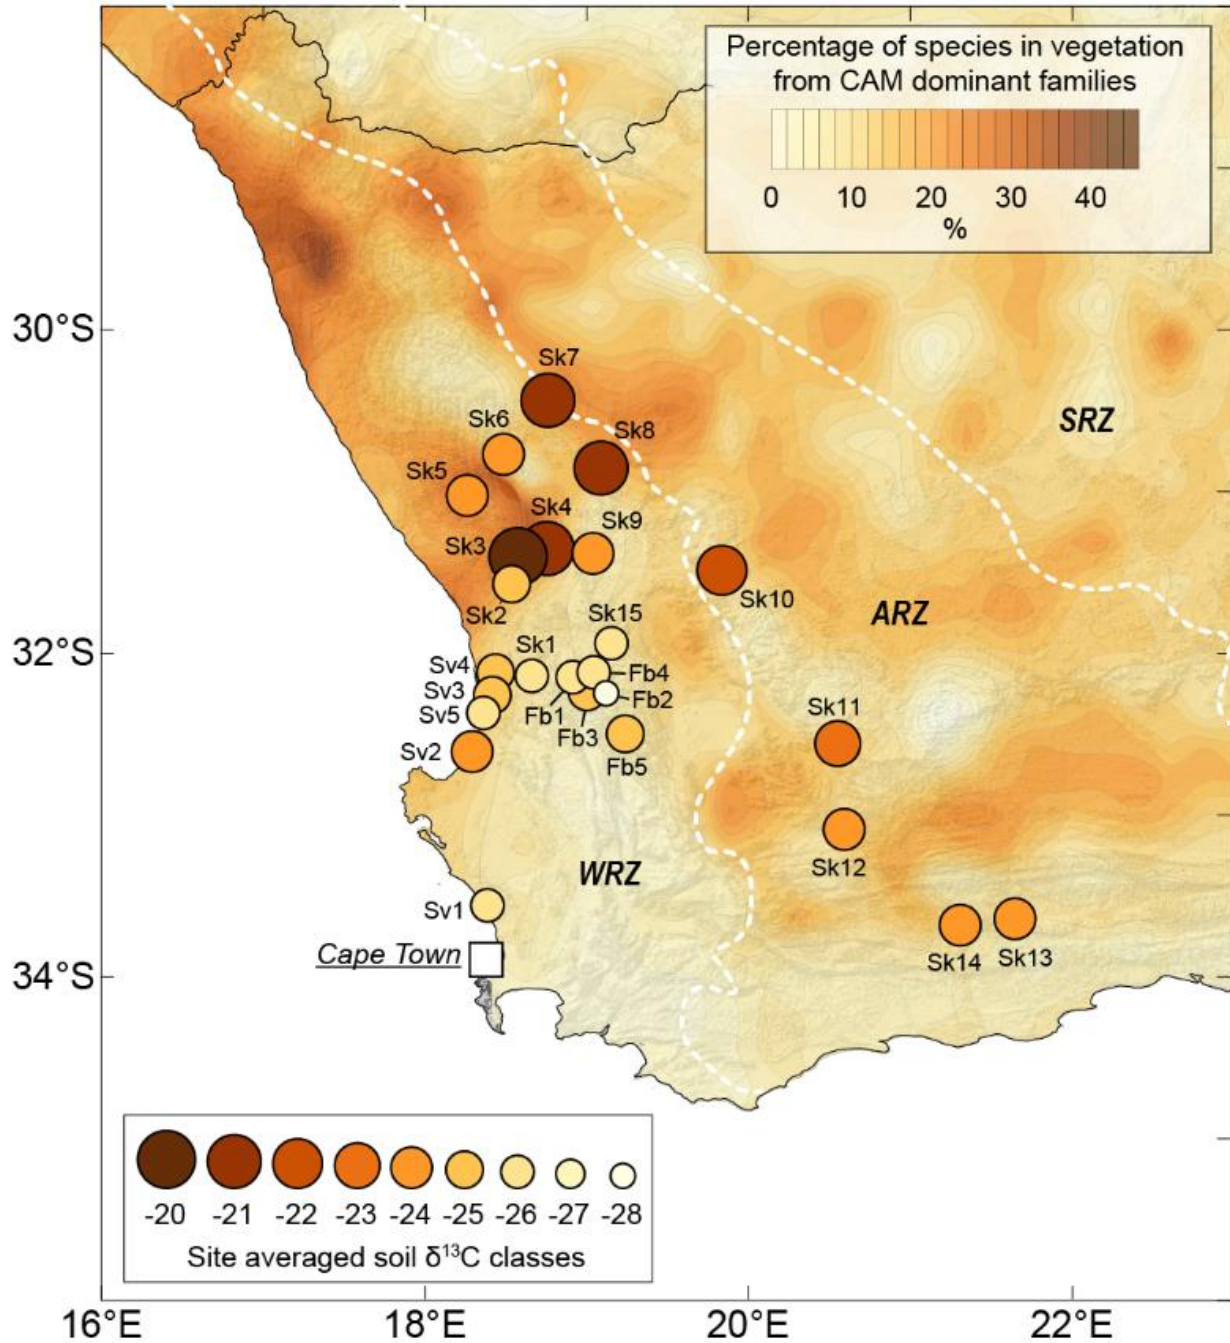 Percentage of species in vegetation
from CAM dominant families
0 10 20 30 40
%
30°S
Sk7
Sk6
Sk8
SRZ
Sk5
Sk4
Sk9
Sk3
Sk10
Sk2
ARZ
Sk15
32°S
Sv4
Sk1
Fb4
Sv3
Fb2
Sv5
Fb1
Sk11
Fb3
Sv2
Fb5
Sk12
WRZ
Sv1
Cape Town
Sk14
Sk13
34°S
-20 -21 -22 -23 -24 -25 -26 -27 -28
Site averaged soil δ¹³C classes
16°E 18°E 20°E 22°E